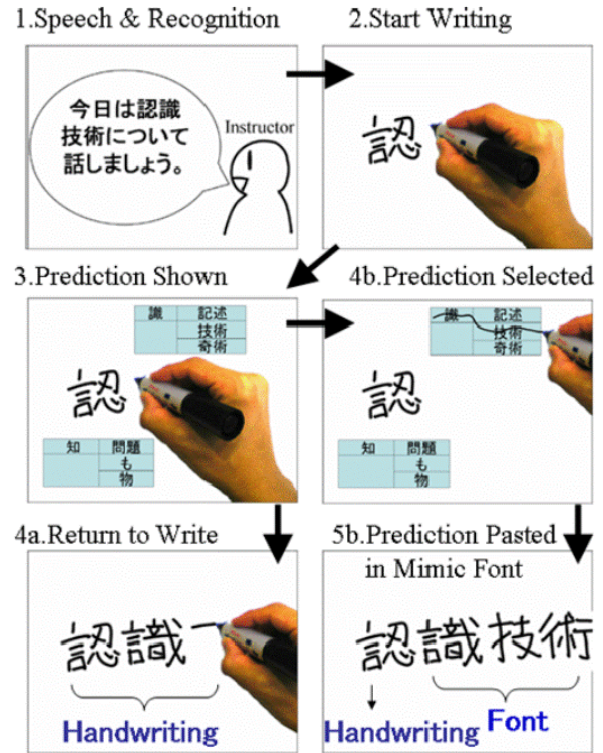 1.Speech & Recognition
2.Start Writing
今日は認識
技術について
話しましょう。
Instructor
認
3.Prediction Shown
4b.Prediction Selected
識 記述
技術
奇術
認
知 問題
も
物
識 記述
技術
奇術
認
知 問題
も
物
4a.Return to Write
5b.Prediction Pasted
in Mimic Font
認識
Handwriting
認識技術
Handwriting Font